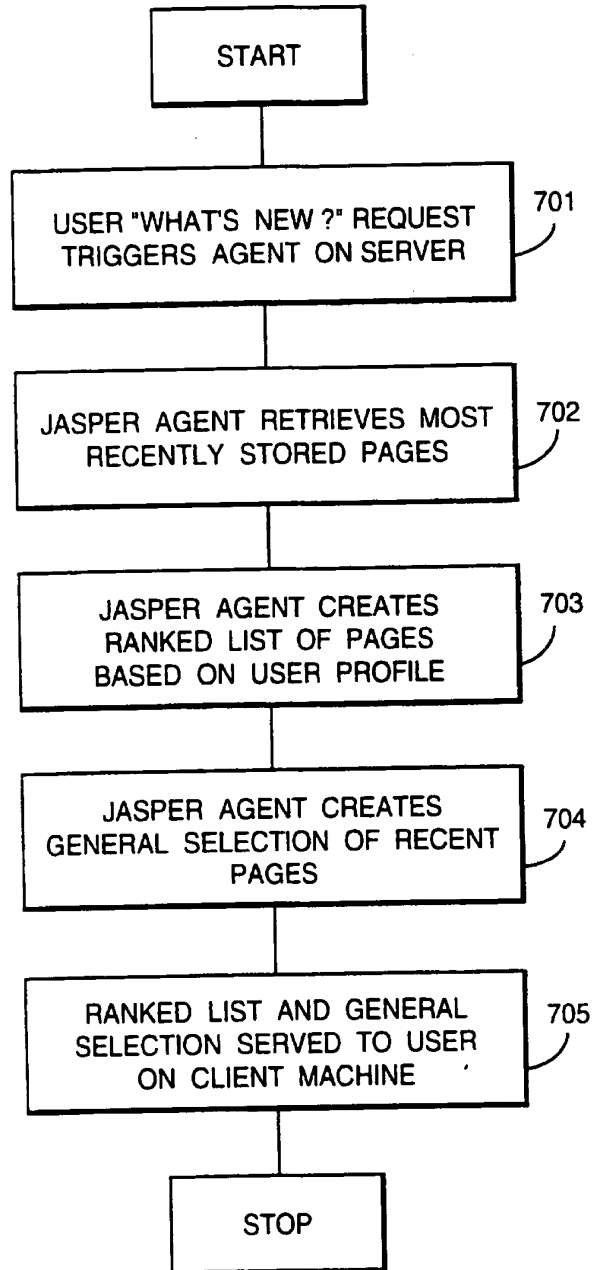 START
USER "WHAT'S NEW ?" REQUEST
TRIGGERS AGENT ON SERVER
701
JASPER AGENT RETRIEVES MOST
RECENTLY STORED PAGES
702
JASPER AGENT CREATES
RANKED LIST OF PAGES
BASED ON USER PROFILE
703
JASPER AGENT CREATES
GENERAL SELECTION OF RECENT
PAGES
704
RANKED LIST AND GENERAL
SELECTION SERVED TO USER
ON CLIENT MACHINE
705
STOP